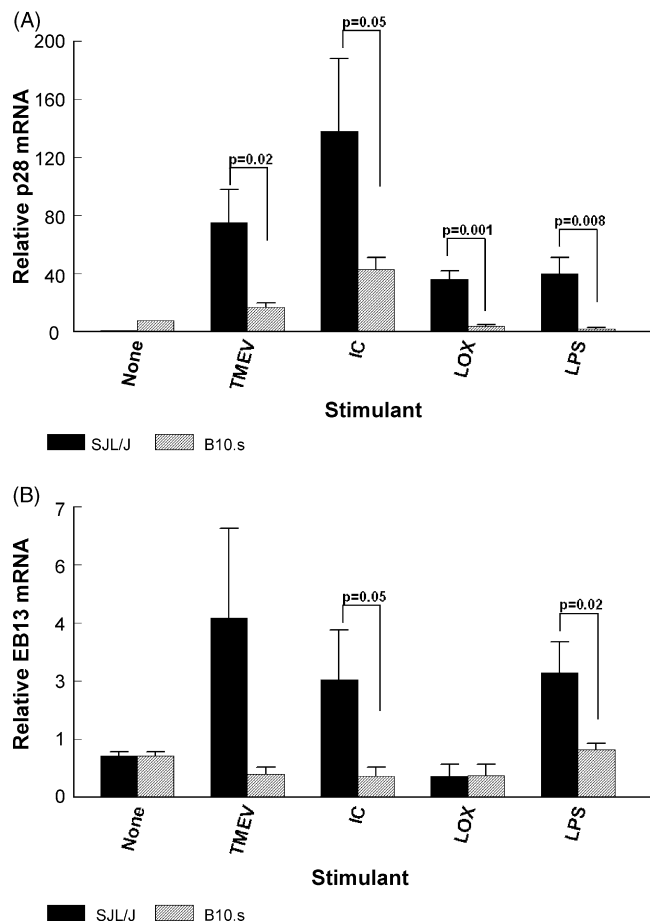 (A)
Relative p28 mRNA
200
160
120
80
40
0
p=0.02
p=0.05
p=0.001
p=0.008
None
TMEV
IC
LOX
LPS
Stimulant
SJL/J
B10.s
(B)
Relative EB13 mRNA
7
6
4
3
1
0
p=0.05
p=0.02
None
TMEV
IC
LOX
LPS
Stimulant
SJL/J
B10.s